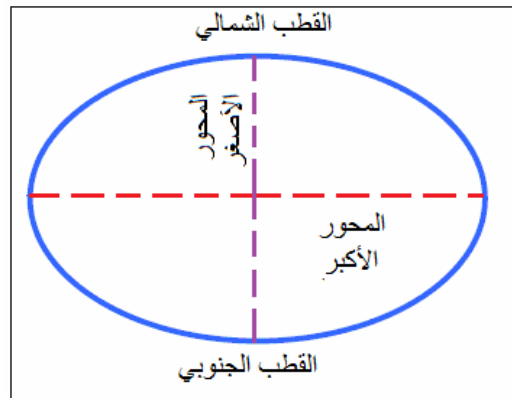 القطب الشمالي
المحور
الأصغر
المحور
الأكبر
القطب الجنوبي